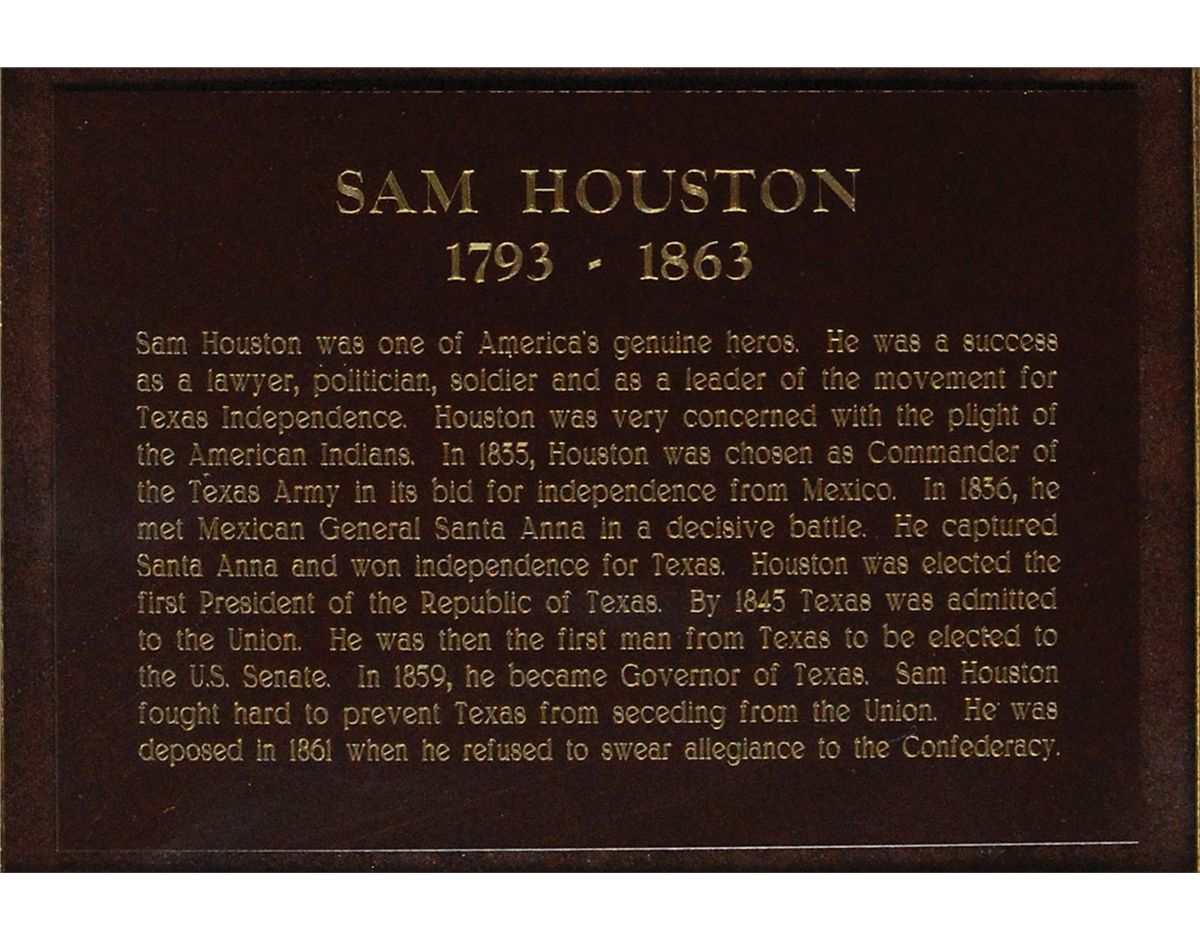 SAM HOUSTON
1793 - 1863
Sam Houston was one of America's genuine heros. He was a success
as a lawyer, politician, soldier and as a leader of the movement for
Texas Independence. Houston was very concerned with the plight of
the American Indians. In 1835, Houston was chosen as Commander of
the Texas Army in its bid for independence from Mexico. In 1836, he
met Mexican General Santa Anna in a decisive battle. He captured
Santa Anna and won independence for Texas. Houston was elected the
first President of the Republic of Texas. By 1845 Texas was admitted
to the Union. He was then the first man from Texas to be elected to
the U.S. Senate. In 1859, he became Governor of Texas. Sam Houston
fought hard to prevent Texas from seceding from the Union. He was
deposed in 1861 when he refused to swear allegiance to the Confederacy.